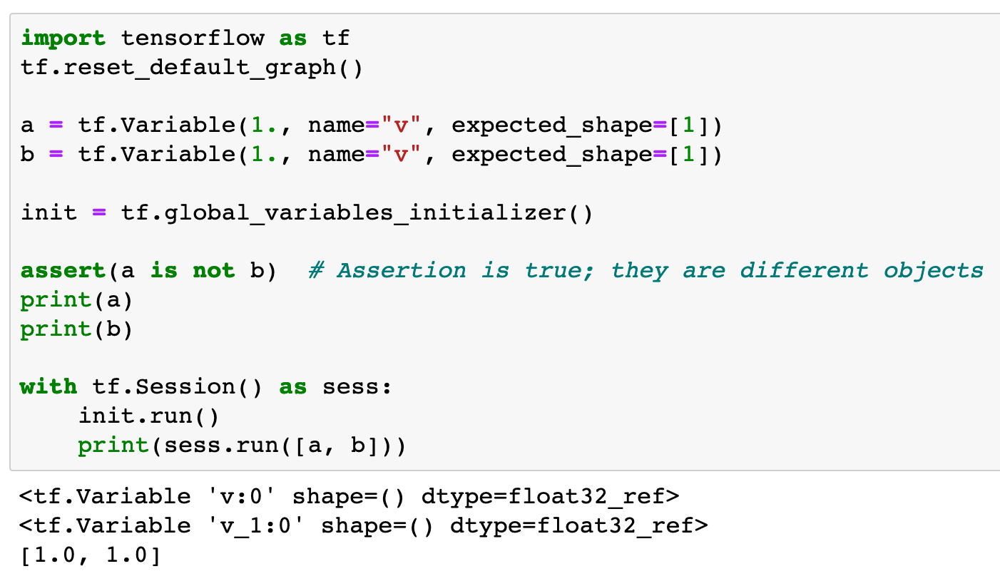 import tensorflow as tf
tf.reset_default_graph()
a = tf.Variable(1., name="v", expected_shape=[1])
b = tf.Variable(1., name="v", expected_shape=[1])
init = tf.global_variables_initializer()
assert(a is not b)  # Assertion is true; they are different objects
print(a)
print(b)
with tf.Session() as sess:
    init.run()
    print(sess.run([a, b]))
<tf.Variable 'v:0' shape=() dtype=float32_ref>
<tf.Variable 'v_1:0' shape=() dtype=float32_ref>
[1.0, 1.0]